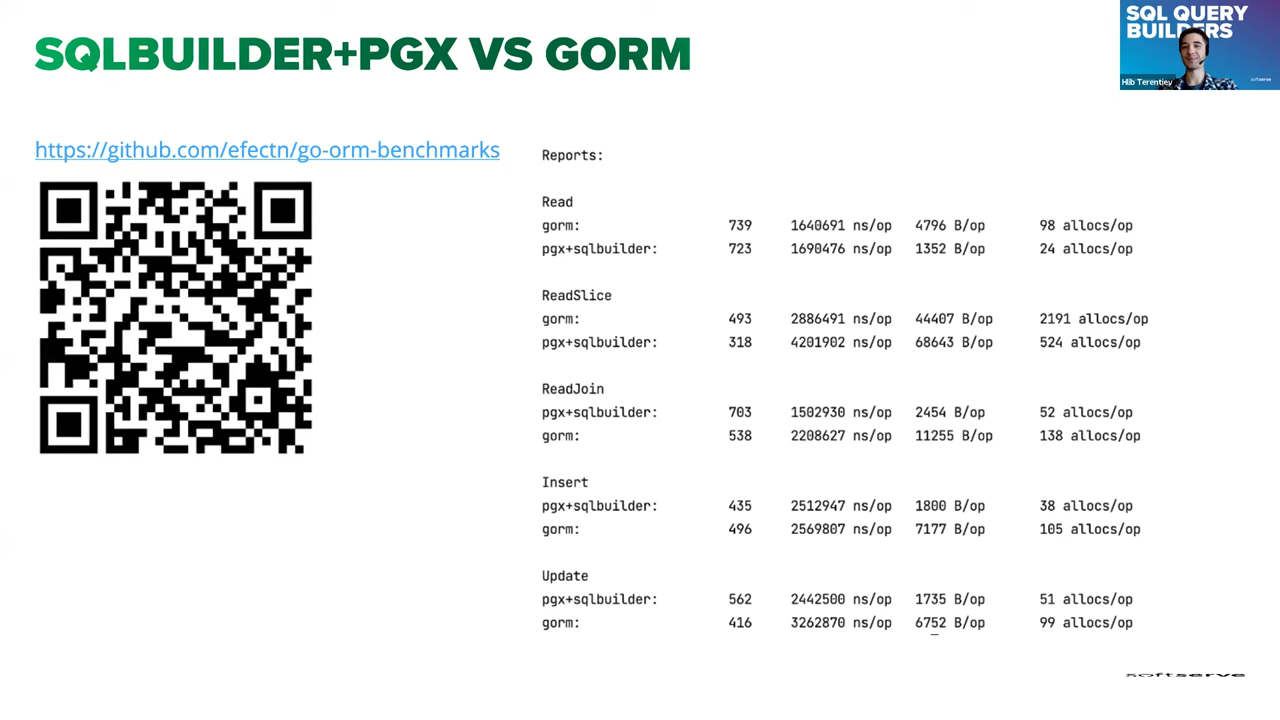 SQLBUILDER+PGX VS GORM
SQL QUERY
BUILDERS
Hlib Terentiev
softserve
https://github.com/efectn/go-orm-benchmarks
Reports:
Read
gorm: 739 1640691 ns/op 4796 B/op 98 allocs/op
pgx+sqlbuilder: 723 1690476 ns/op 1352 B/op 24 allocs/op
ReadSlice
gorm: 493 2886491 ns/op 44407 B/op 2191 allocs/op
pgx+sqlbuilder: 318 4201902 ns/op 68643 B/op 524 allocs/op
ReadJoin
pgx+sqlbuilder: 703 1502930 ns/op 2454 B/op 52 allocs/op
gorm: 538 2208627 ns/op 11255 B/op 138 allocs/op
Insert
pgx+sqlbuilder: 435 2512947 ns/op 1800 B/op 38 allocs/op
gorm: 496 2569807 ns/op 7177 B/op 105 allocs/op
Update
pgx+sqlbuilder: 562 2442500 ns/op 1735 B/op 51 allocs/op
gorm: 416 3262870 ns/op 6752 B/op 99 allocs/op
softserve